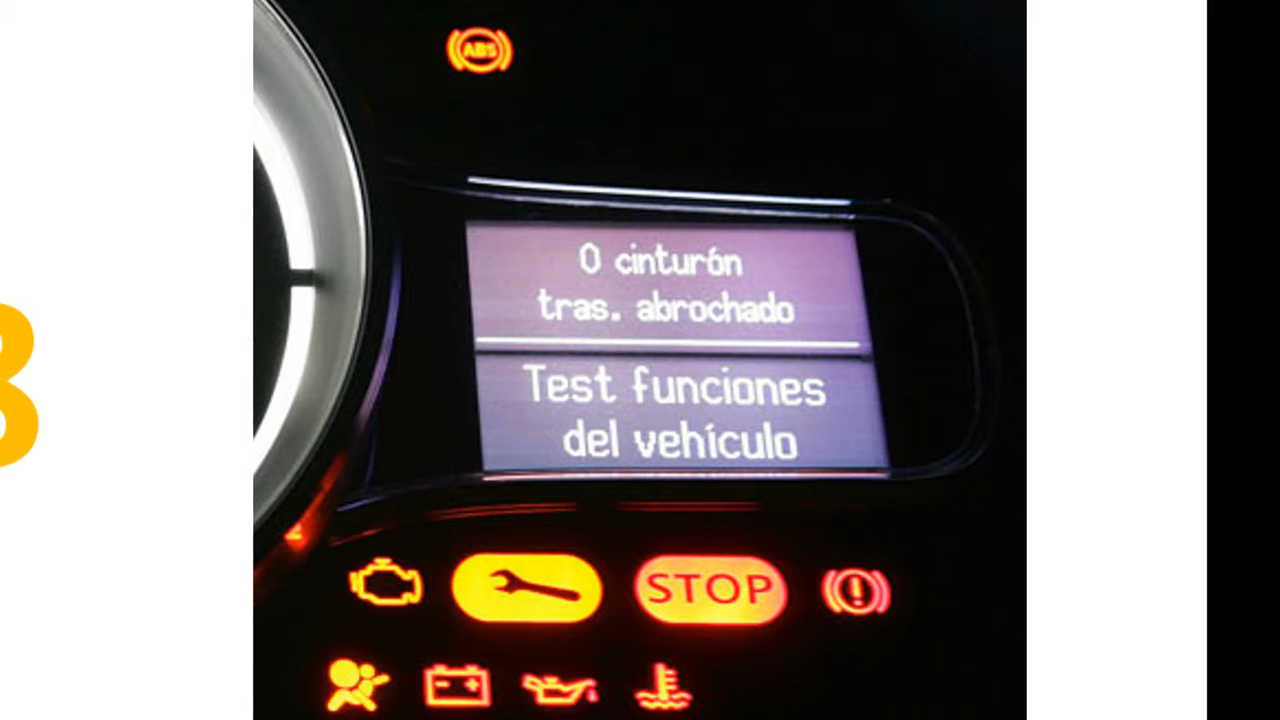 ABS
0 cinturón
tras. abrochado
Test funciones
del vehículo
STOP